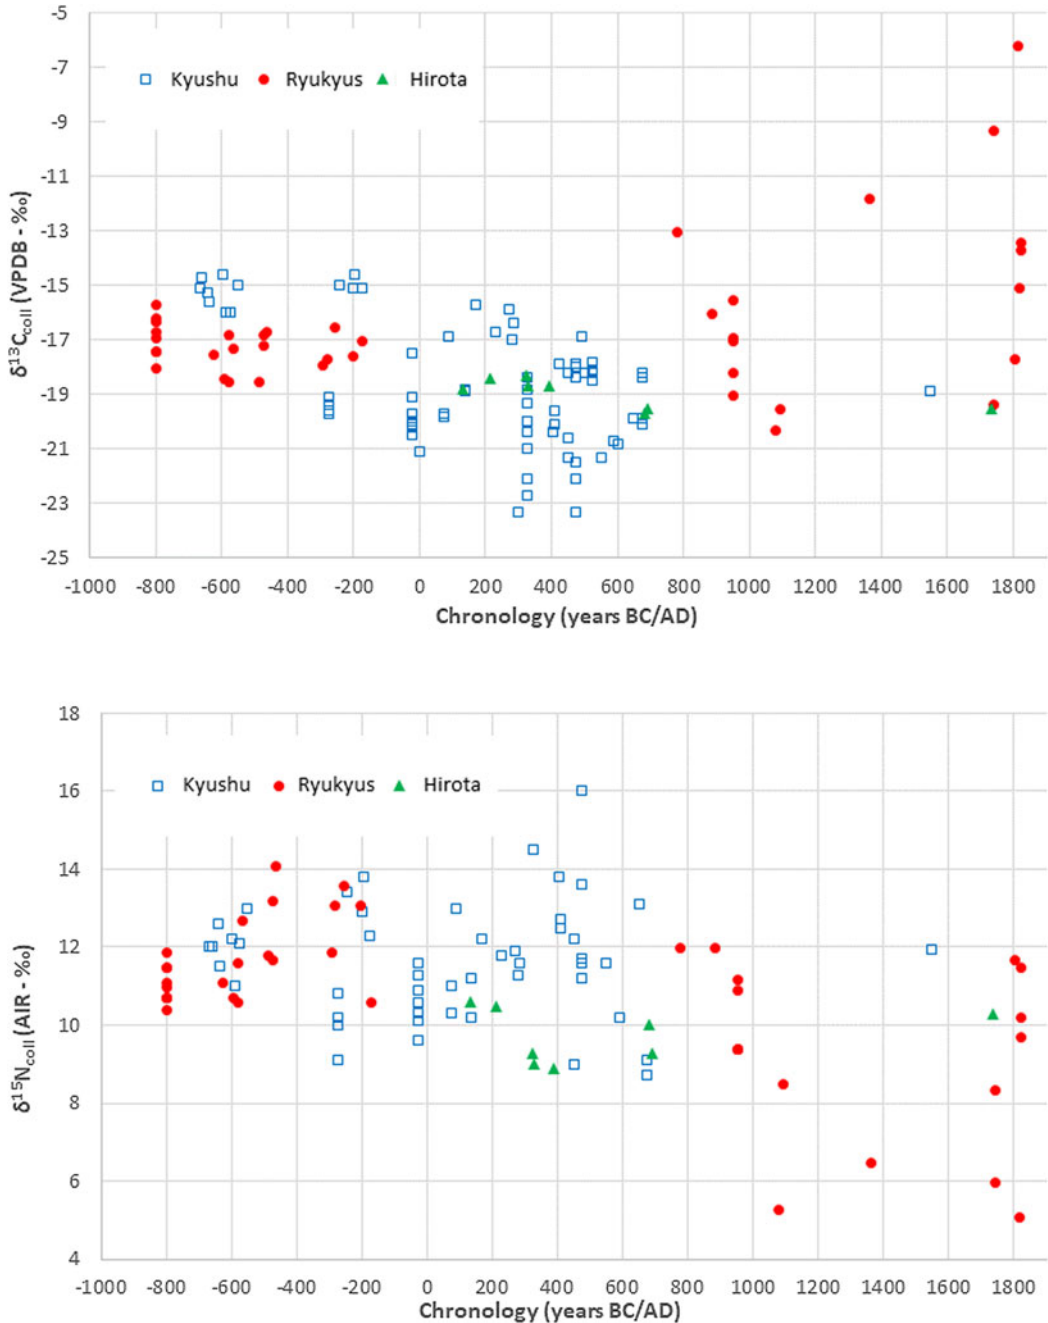 -5
-7
-9
-11
-13
-15
-17
-19
-21
-23
-25
δ¹³C_coll (VPDB - ‰)
Kyushu Ryukyus Hirota
-1000 -800 -600 -400 -200 0 200 400 600 800 1000 1200 1400 1600 1800
Chronology (years BC/AD)
18
16
14
12
10
8
6
4
δ¹⁵N_coll (AIR - ‰)
Kyushu Ryukyus Hirota
-1000 -800 -600 -400 -200 0 200 400 600 800 1000 1200 1400 1600 1800
Chronology (years BC/AD)